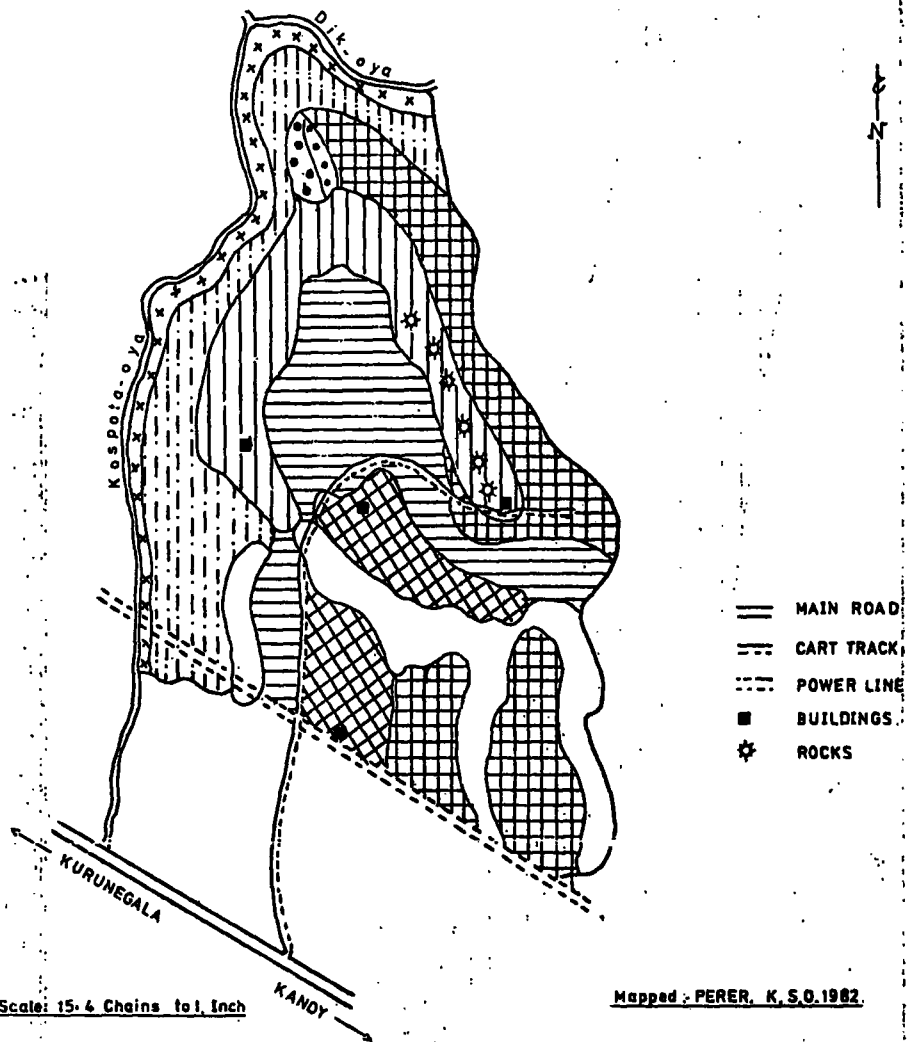 Dik-oya
N
Kospota-oya
MAIN ROAD
CART TRACK
POWER LINE
BUILDINGS
ROCKS
KURUNEGALA
KANDY
Scale: 15.4 Chains to 1, Inch
Mapped :- PERER, K, S, O. 1982.